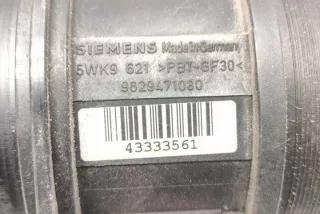 SIEMENS Made in Germany
5WK9 621 >PBT-GF30<
9629471080
43333561